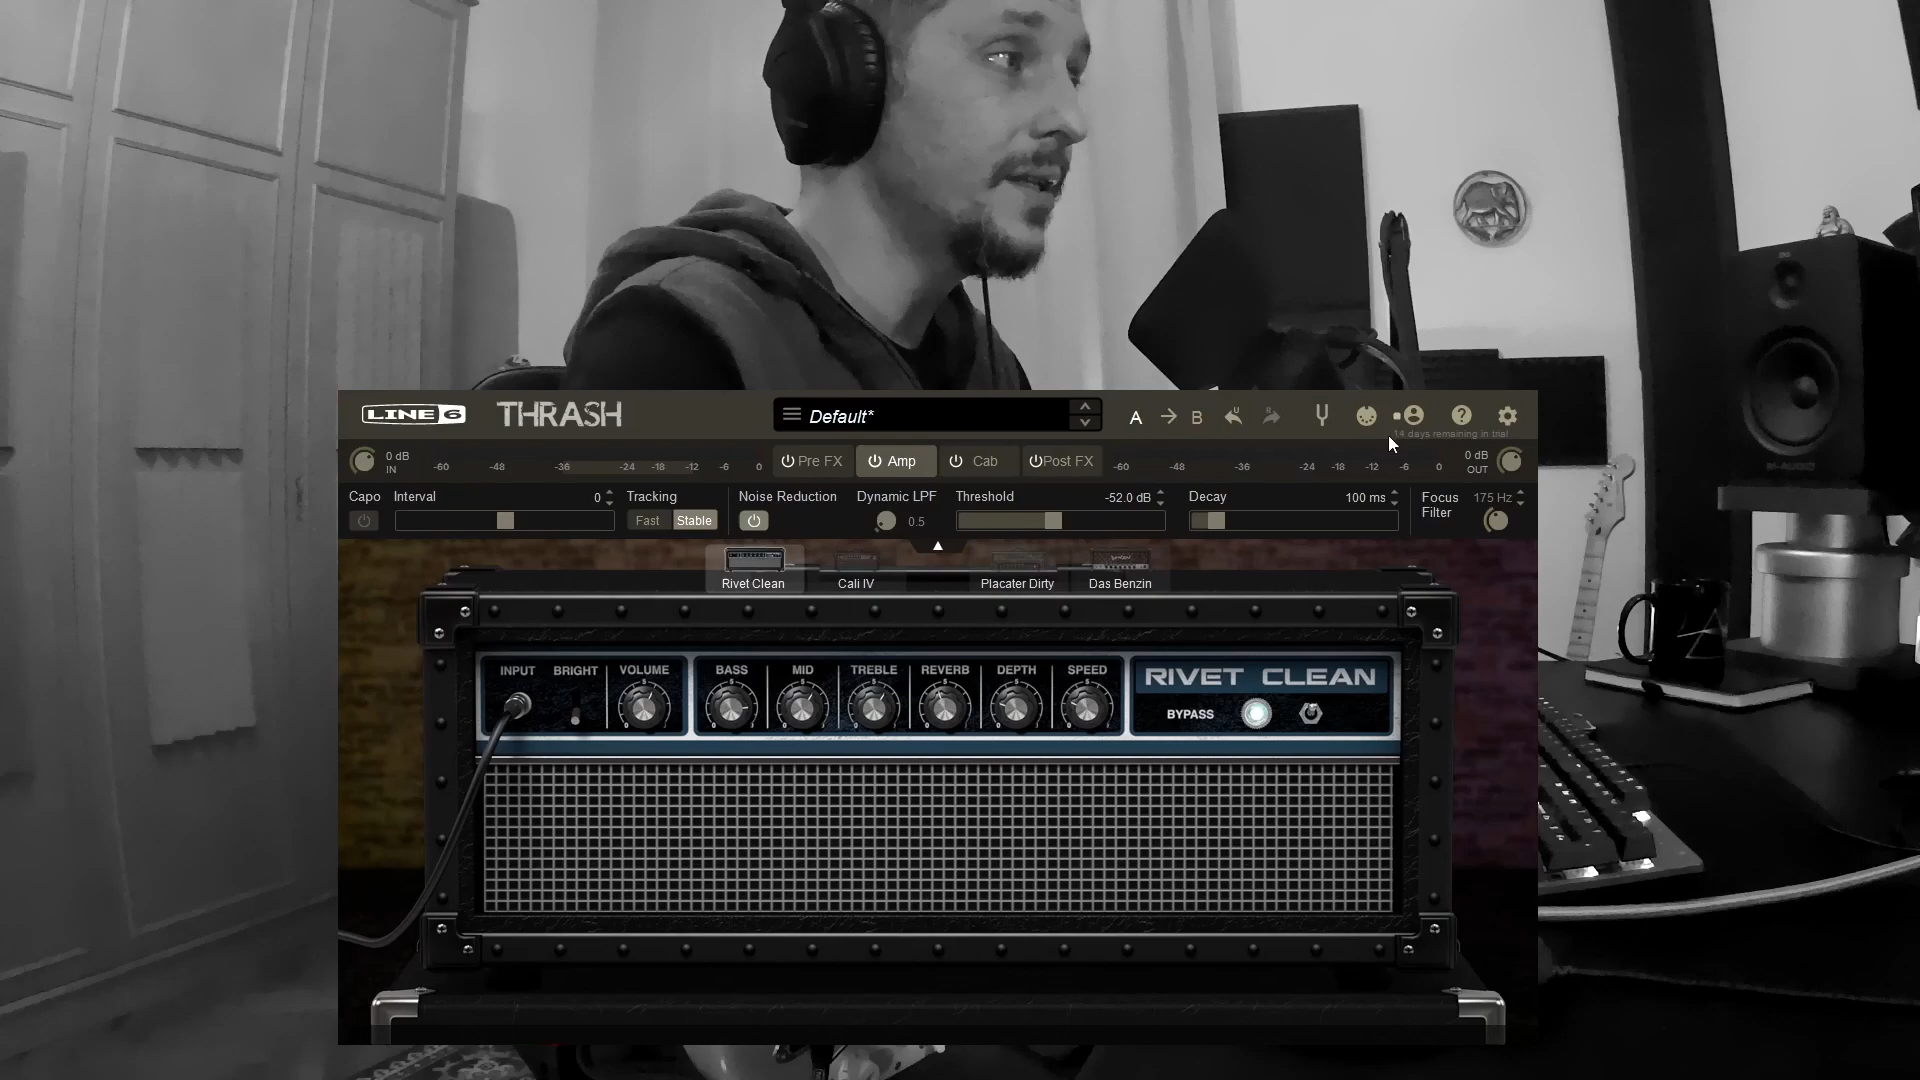 LINE 6 THRASH Default* A B ?
14 days remaining in trial
0 dB IN -60 -48 -36 -24 -18 -12 -6 0 Pre FX Amp Cab Post FX -60 -48 -36 -24 -18 -12 -6 0 0 dB OUT
Capo Interval 0 Tracking Noise Reduction Dynamic LPF Threshold -52.0 dB Decay 100 ms Focus Filter 175 Hz
Fast Stable 0.5
Rivet Clean Cali IV Placater Dirty Das Benzin
INPUT BRIGHT VOLUME BASS MID TREBLE REVERB DEPTH SPEED RIVET CLEAN
BYPASS
M-AUDIO